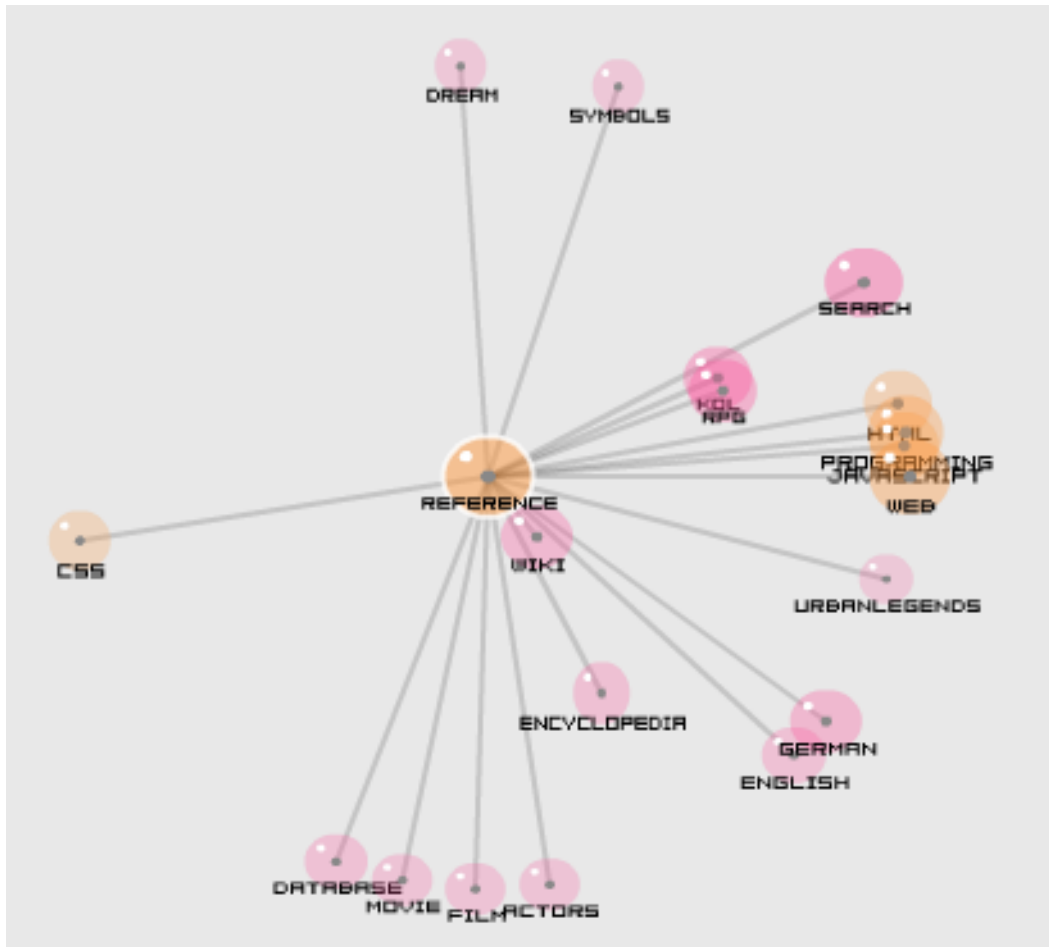 DREAM
SYMBOLS
SEARCH
KOL
RPG
HTML
PROGRAMMING
JAVASCRIPT
REFERENCE
WEB
WIKI
CSS
URBANLEGENDS
ENCYCLOPEDIA
GERMAN
ENGLISH
DATABASE
MOVIE
FILM
ACTORS